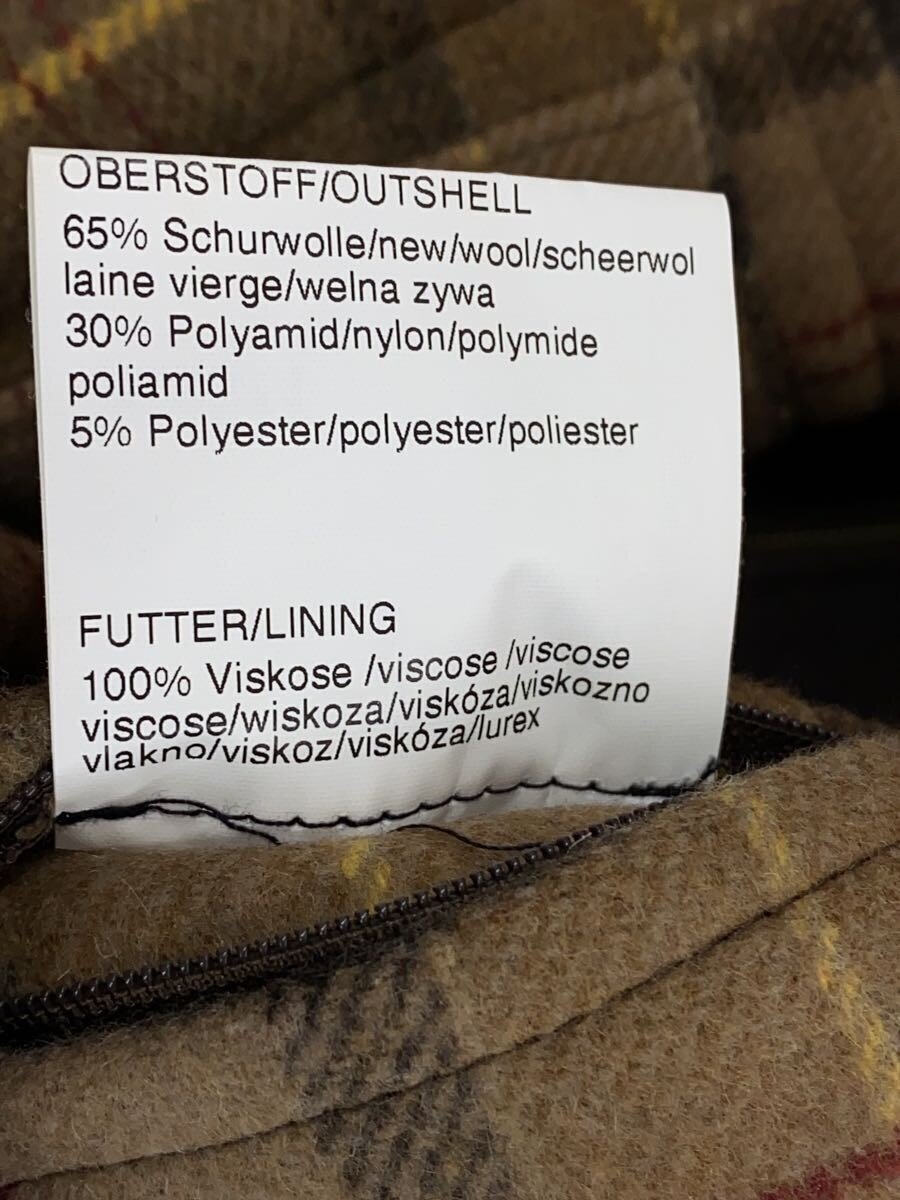 OBERSTOFF/OUTSHELL
65% Schurwolle/new/wool/scheerwol
laine vierge/welna zywa
30% Polyamid/nylon/polymide
poliamid
5% Polyester/polyester/poliester
FUTTER/LINING
100% Viskose /viscose /viscose
viscose/wiskoza/viskóza/viskozno
vlakno/viskoz/viskóza/lurex